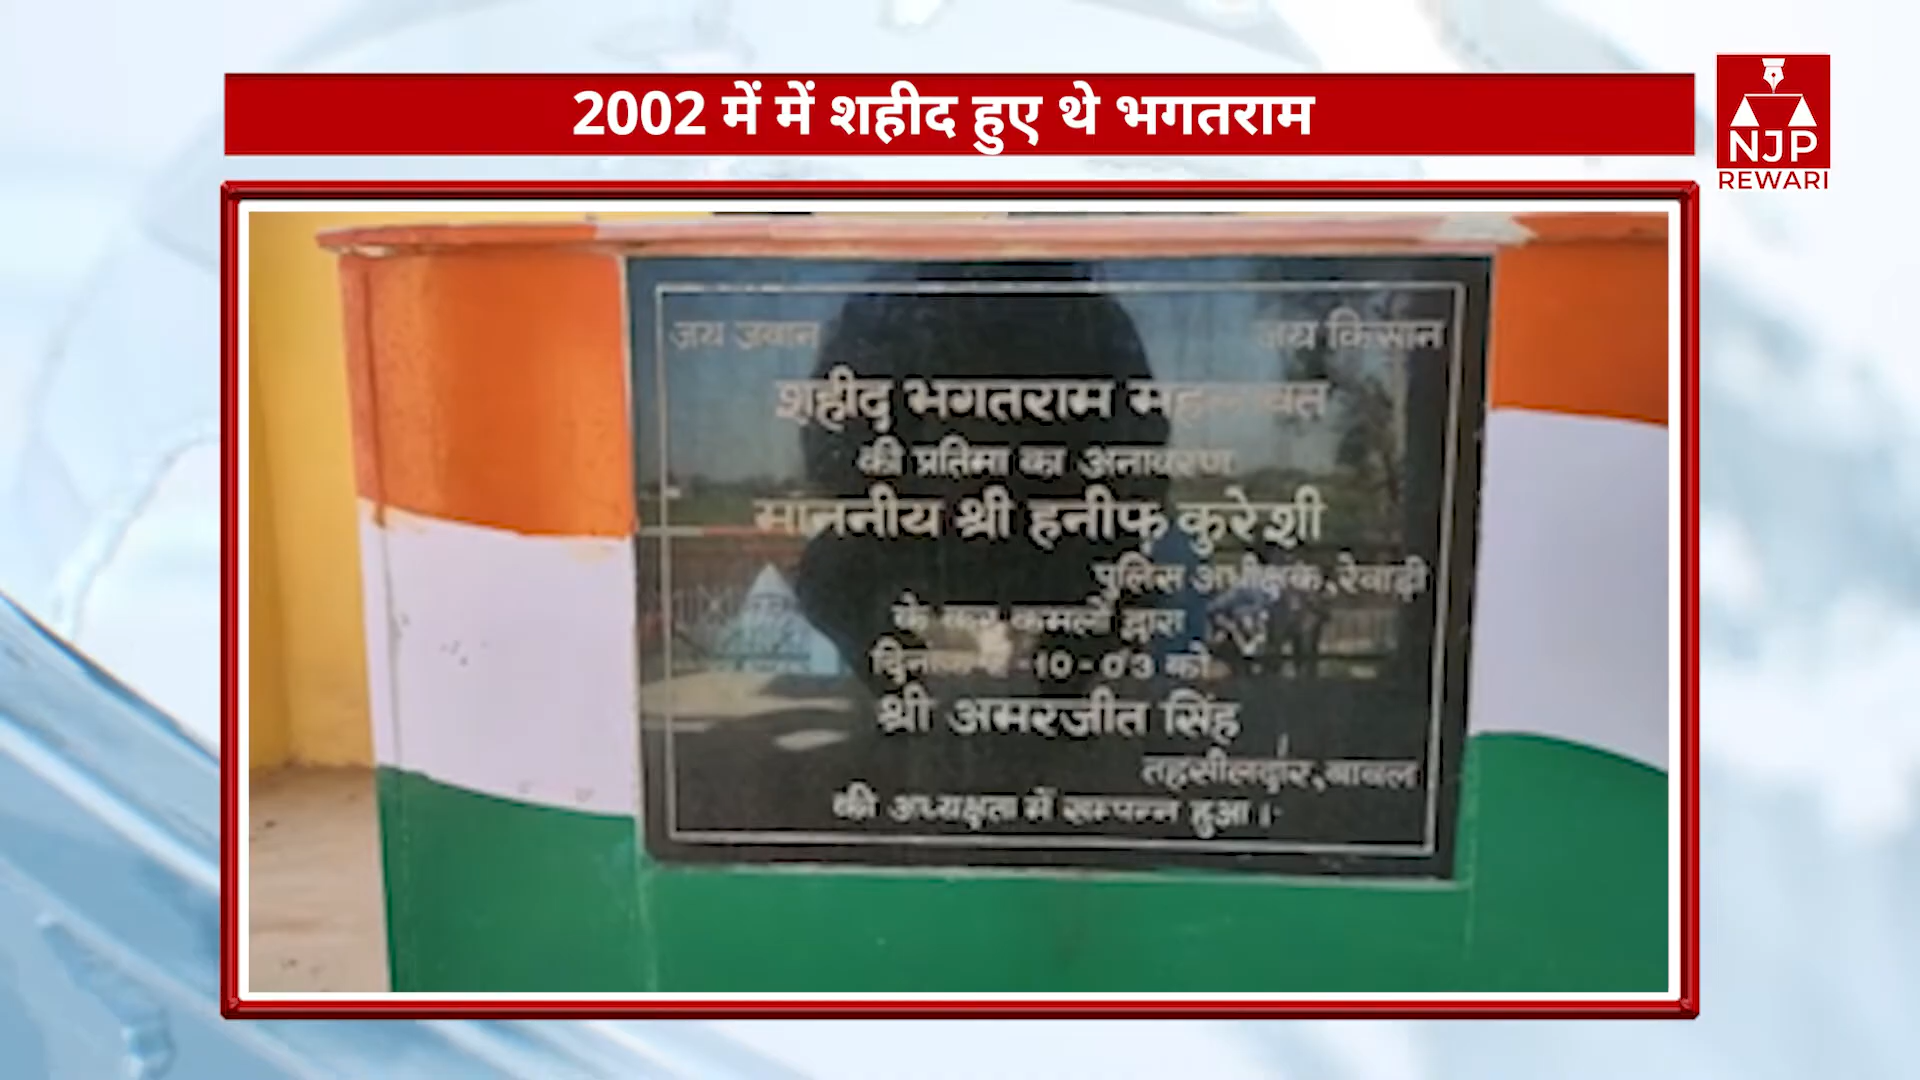 2002 में में शहीद हुए थे भगतराम
NJP
REWARI
जय जवान
जय किसान
शहीद भगतराम
की प्रतिमा का अनावरण
माननीय श्री हनीफ कुरेशी
पुलिस अधीक्षक, रेवाड़ी
के कर कमलों द्वारा
दिनांक -10-03 को
श्री अमरजीत सिंह
तहसीलदार, बावल
की अध्यक्षता में सम्पन्न हुआ।